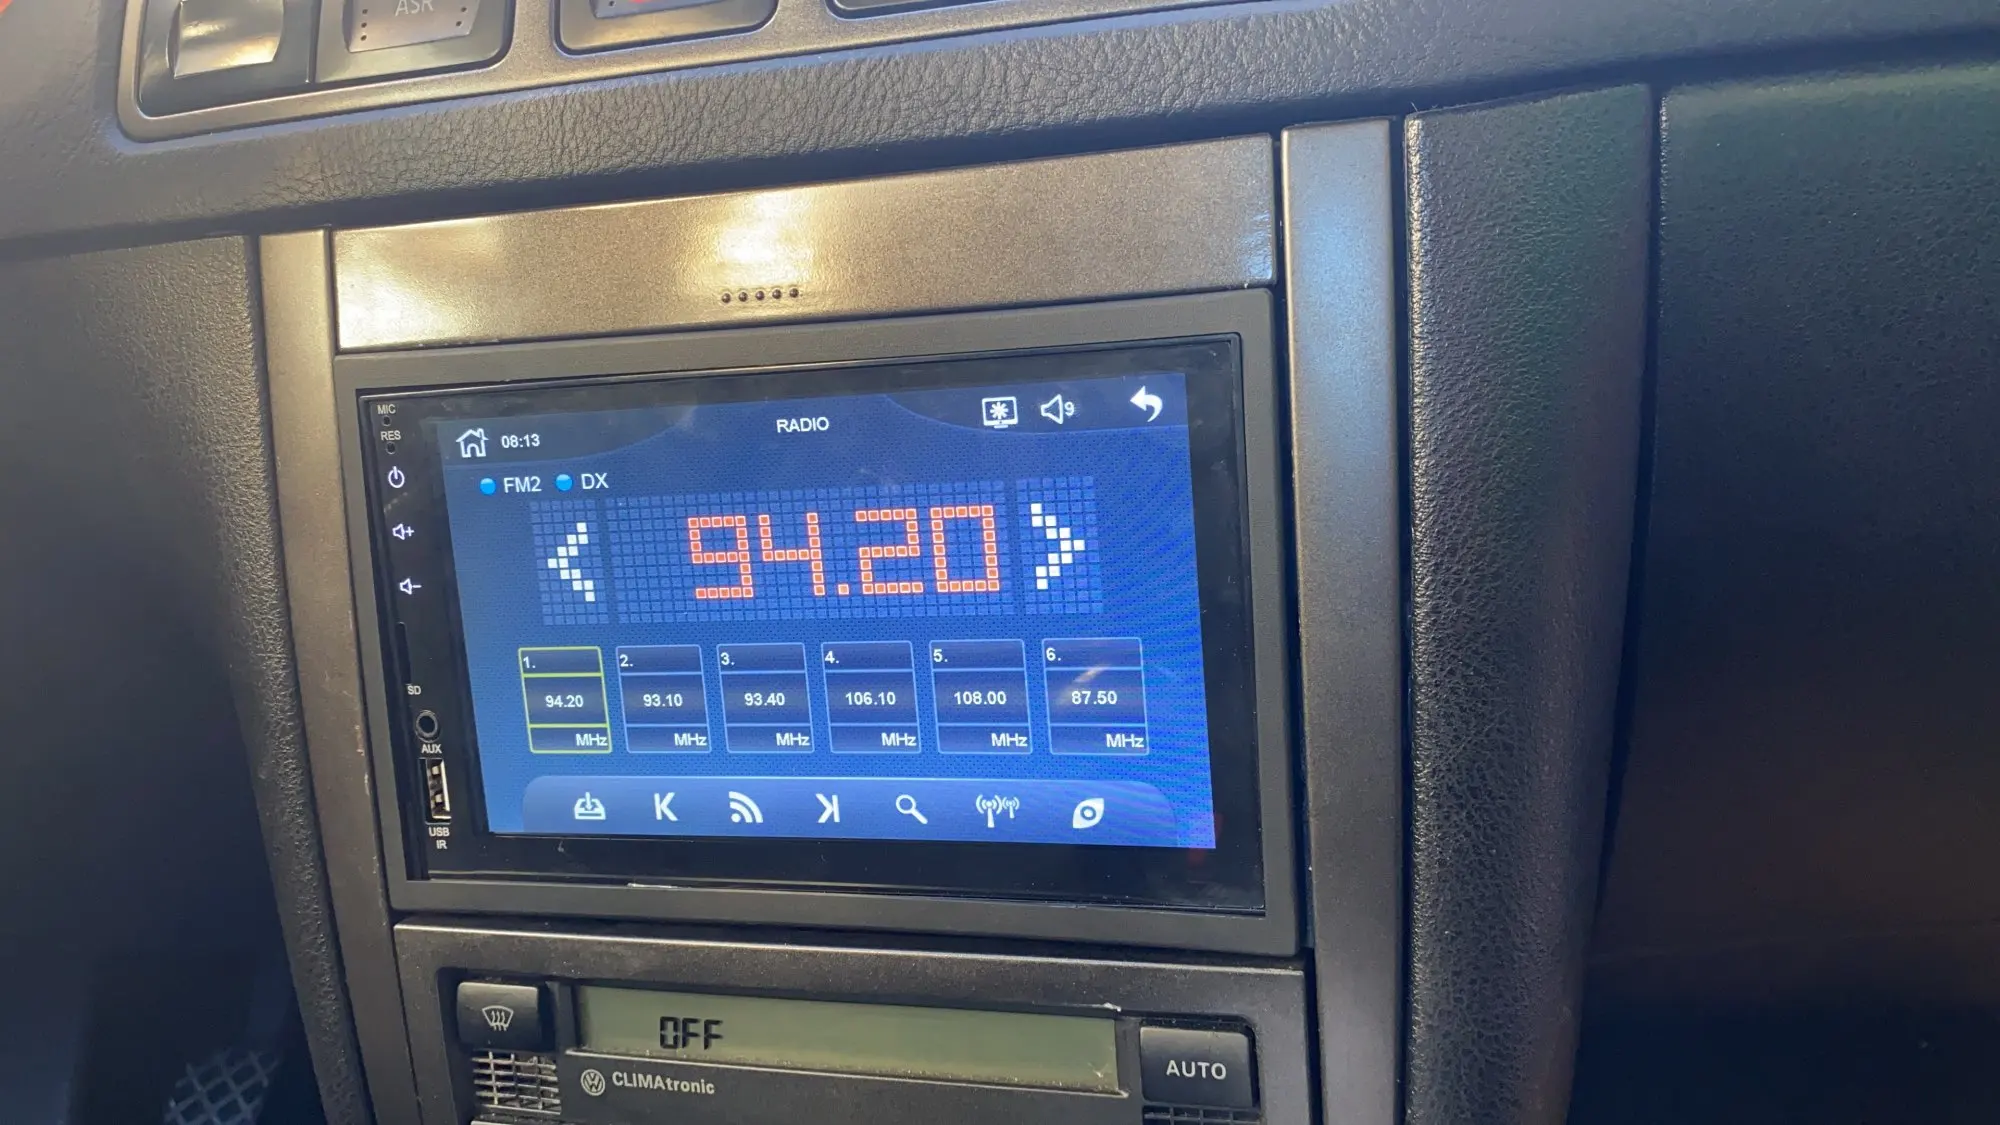 ASR
MIC
RES
08:13
RADIO
9
FM2 DX
94.20
1. 2. 3. 4. 5. 6.
94.20 93.10 93.40 106.10 108.00 87.50
MHz MHz MHz MHz MHz MHz
SD
AUX
USB
IR
OFF
CLIMAtronic
AUTO